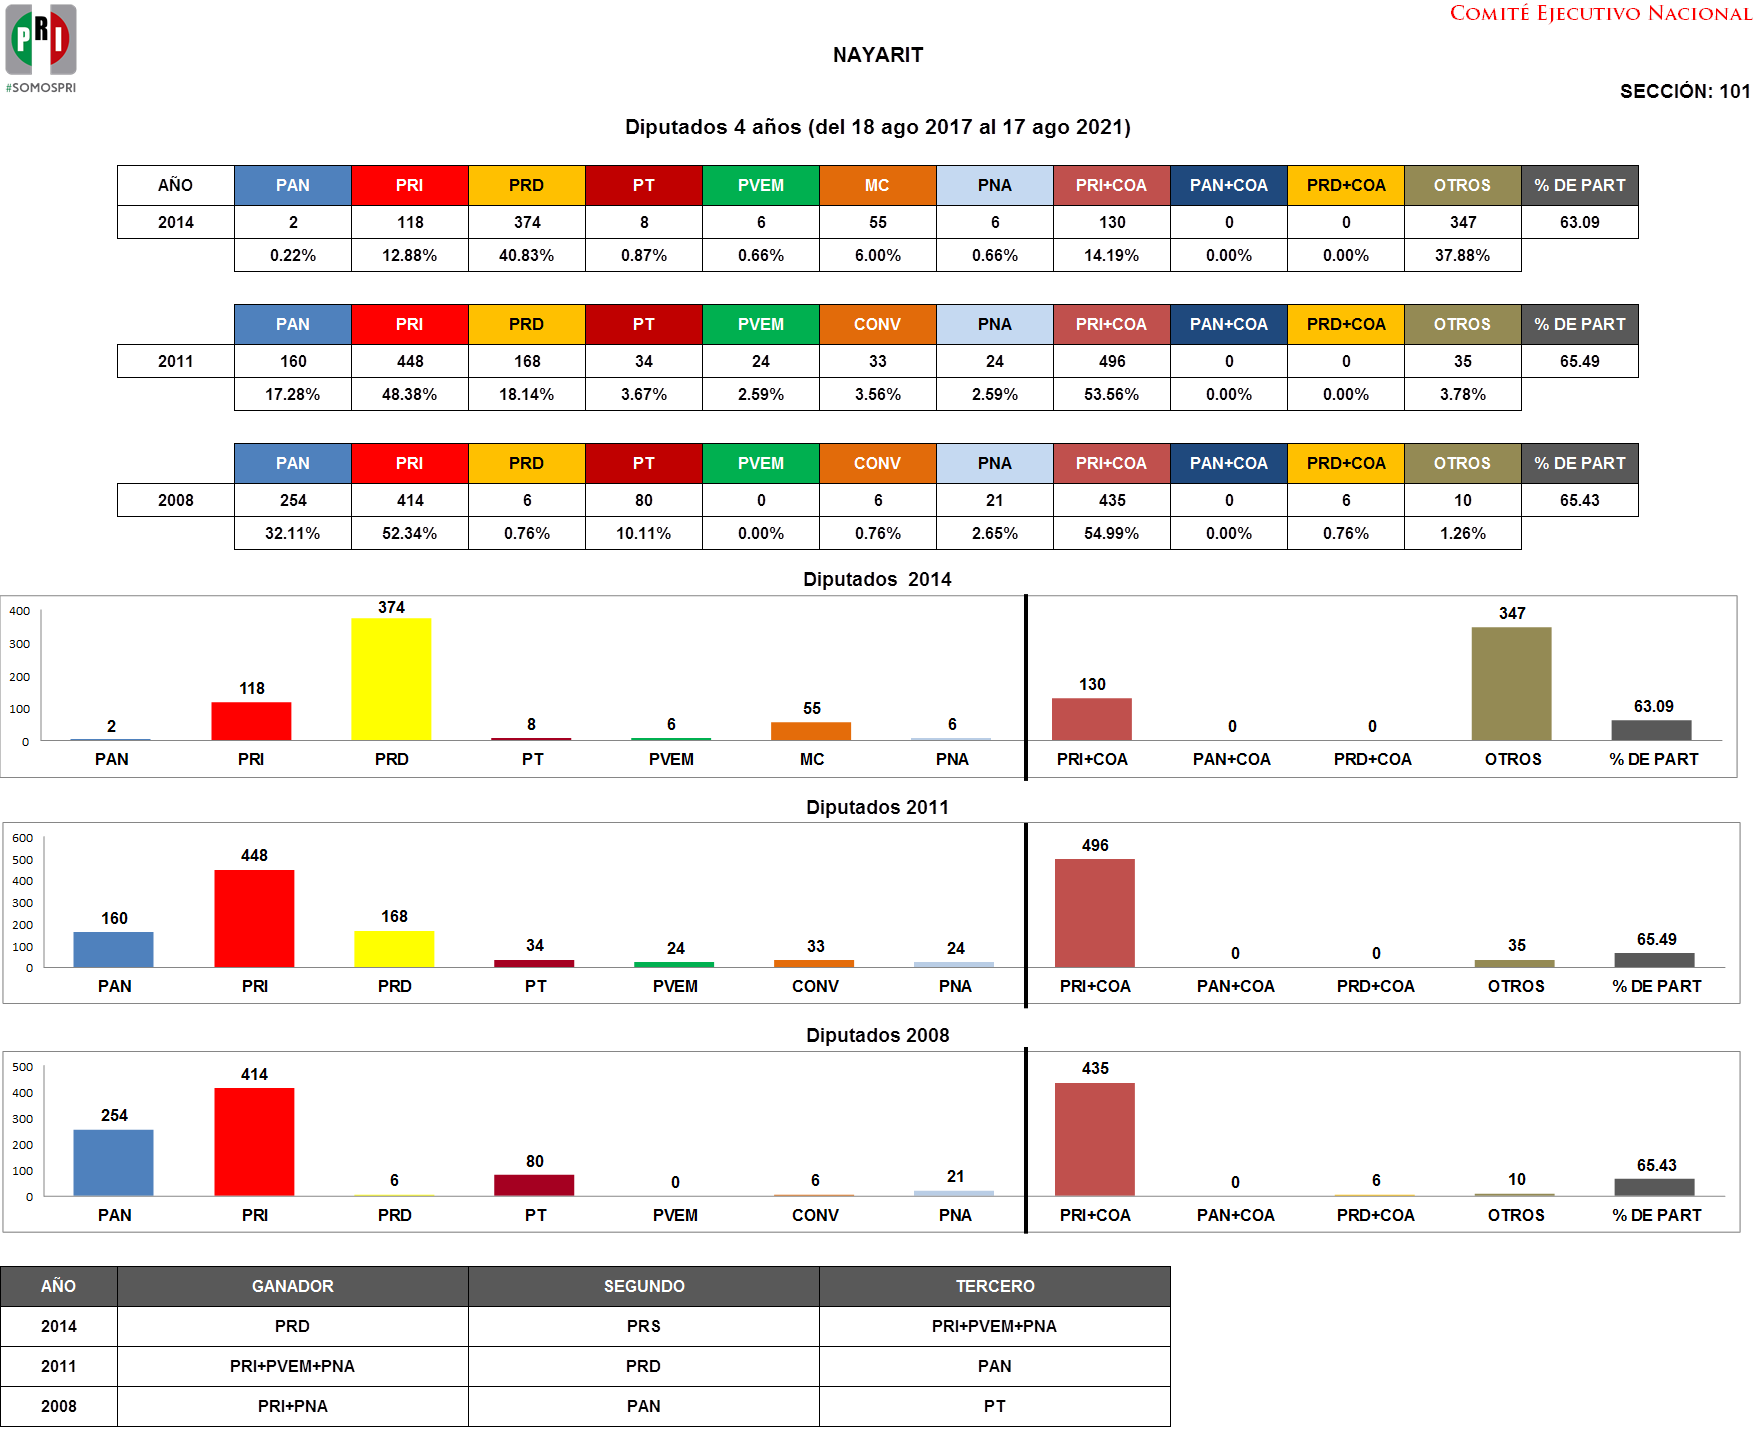 PRI
#SOMOSPRI
COMITÉ EJECUTIVO NACIONAL
NAYARIT
SECCIÓN: 101
Diputados 4 años (del 18 ago 2017 al 17 ago 2021)
AÑO PAN PRI PRD PT PVEM MC PNA PRI+COA PAN+COA PRD+COA OTROS % DE PART
2014 2 118 374 8 6 55 6 130 0 0 347 63.09
0.22% 12.88% 40.83% 0.87% 0.66% 6.00% 0.66% 14.19% 0.00% 0.00% 37.88%
PAN PRI PRD PT PVEM CONV PNA PRI+COA PAN+COA PRD+COA OTROS % DE PART
2011 160 448 168 34 24 33 24 496 0 0 35 65.49
17.28% 48.38% 18.14% 3.67% 2.59% 3.56% 2.59% 53.56% 0.00% 0.00% 3.78%
PAN PRI PRD PT PVEM CONV PNA PRI+COA PAN+COA PRD+COA OTROS % DE PART
2008 254 414 6 80 0 6 21 435 0 6 10 65.43
32.11% 52.34% 0.76% 10.11% 0.00% 0.76% 2.65% 54.99% 0.00% 0.76% 1.26%
Diputados 2014
400
300
200
100
0
2 118 374 8 6 55 6 130 0 0 347 63.09
PAN PRI PRD PT PVEM MC PNA PRI+COA PAN+COA PRD+COA OTROS % DE PART
Diputados 2011
600
500
400
300
200
100
0
160 448 168 34 24 33 24 496 0 0 35 65.49
PAN PRI PRD PT PVEM CONV PNA PRI+COA PAN+COA PRD+COA OTROS % DE PART
Diputados 2008
500
400
300
200
100
0
254 414 6 80 0 6 21 435 0 6 10 65.43
PAN PRI PRD PT PVEM CONV PNA PRI+COA PAN+COA PRD+COA OTROS % DE PART
AÑO GANADOR SEGUNDO TERCERO
2014 PRD PRS PRI+PVEM+PNA
2011 PRI+PVEM+PNA PRD PAN
2008 PRI+PNA PAN PT